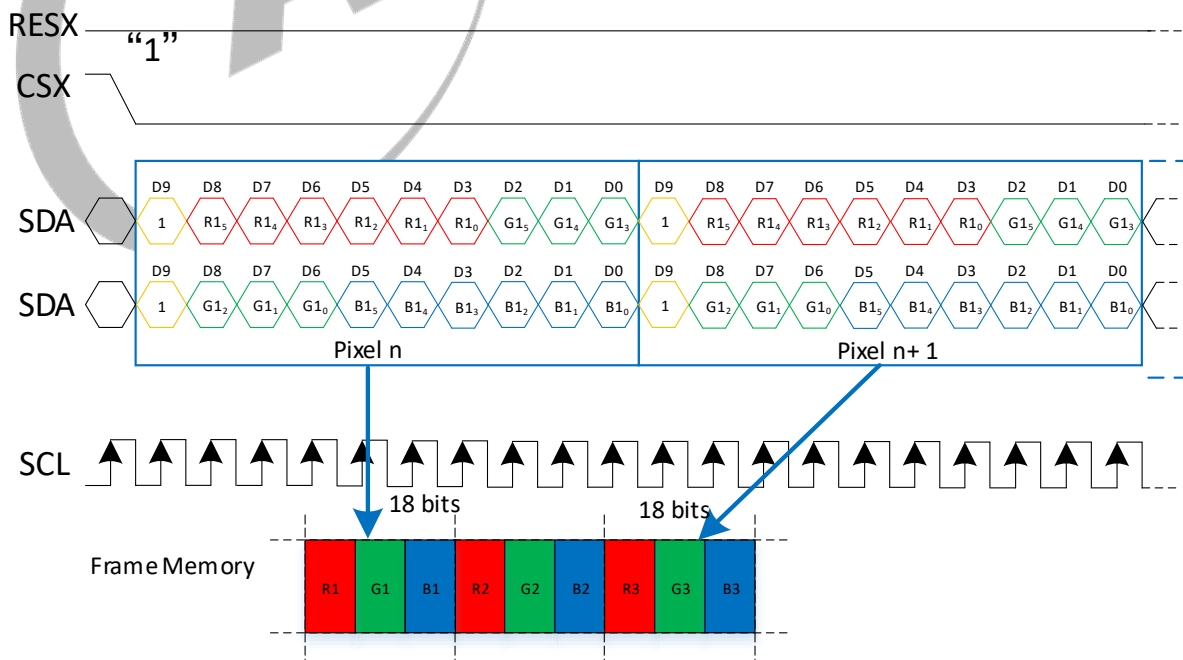 RESX
“1”
CSX
D9 D8 D7 D6 D5 D4 D3 D2 D1 D0 D9 D8 D7 D6 D5 D4 D3 D2 D1 D0
SDA 1 R1₅ R1₄ R1₃ R1₂ R1₁ R1₀ G1₅ G1₄ G1₃ 1 R1₅ R1₄ R1₃ R1₂ R1₁ R1₀ G1₅ G1₄ G1₃
D9 D8 D7 D6 D5 D4 D3 D2 D1 D0 D9 D8 D7 D6 D5 D4 D3 D2 D1 D0
SDA 1 G1₂ G1₁ G1₀ B1₅ B1₄ B1₃ B1₂ B1₁ B1₀ 1 G1₂ G1₁ G1₀ B1₅ B1₄ B1₃ B1₂ B1₁ B1₀
Pixel n Pixel n+ 1
SCL
18 bits 18 bits
Frame Memory
R1 G1 B1 R2 G2 B2 R3 G3 B3